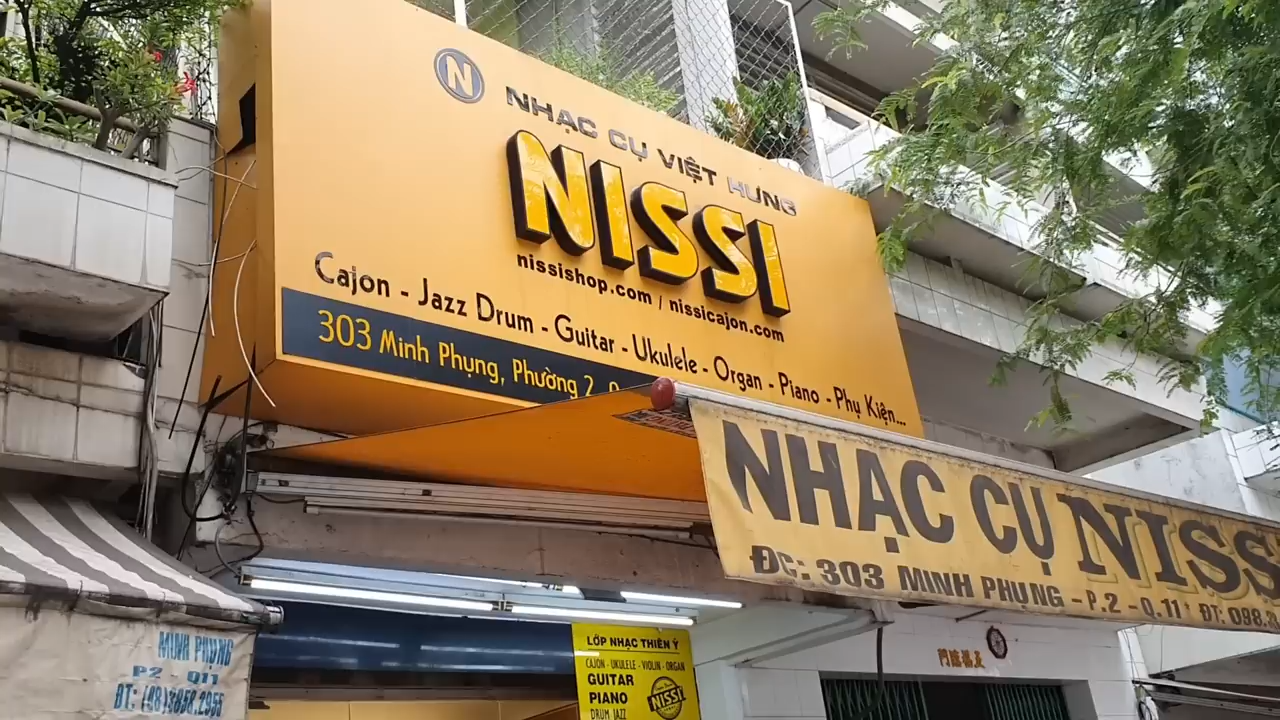 N
NHẠC CỤ VIỆT HƯNG
NISSI
nissishop.com / nissicajon.com
Cajon - Jazz Drum - Guitar - Ukulele - Organ - Piano - Phụ Kiện...
303 Minh Phụng, Phường 2,
NHẠC CỤ NISS
ĐC: 303 MINH PHỤNG - P.2 - Q.11 * ĐT: 098.
MINH PHỤNG
P2 - Q11
ĐT: (08)3858.2955
LỚP NHẠC THIÊN Ý
CAJON - UKULELE - VIOLIN - ORGAN
GUITAR
PIANO
DRUM JAZZ
NISSI